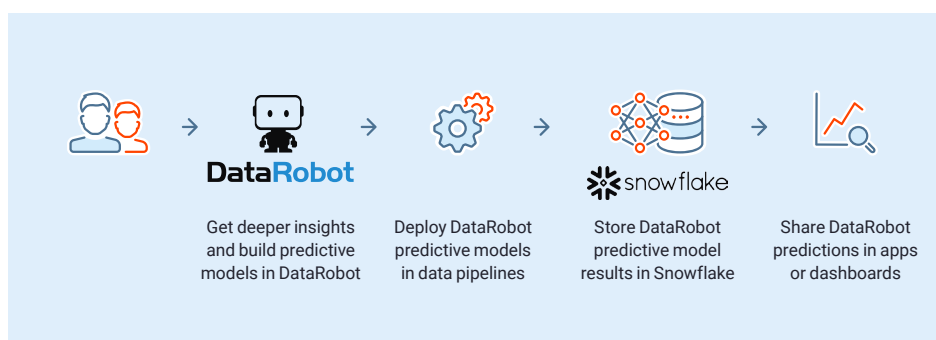 DataRobot
snowflake
Get deeper insights
and build predictive
models in DataRobot
Deploy DataRobot
predictive models
in data pipelines
Store DataRobot
predictive model
results in Snowflake
Share DataRobot
predictions in apps
or dashboards